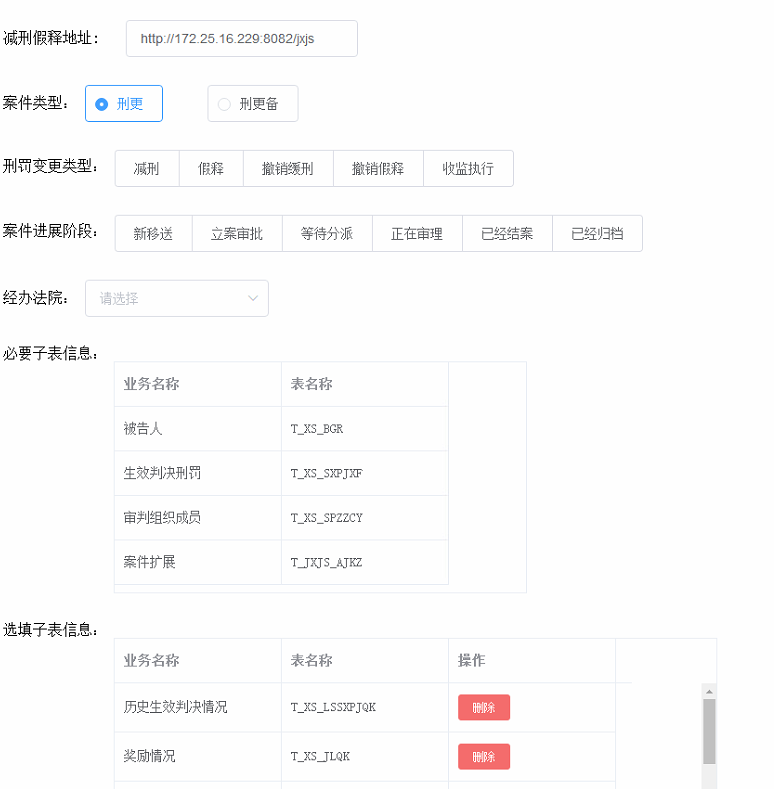 减刑假释地址： http://172.25.16.229:8082/jxjs
案件类型： 刑更 刑更备
刑罚变更类型： 减刑 假释 撤销缓刑 撤销假释 收监执行
案件进展阶段： 新移送 立案审批 等待分派 正在审理 已经结案 已经归档
经办法院： 请选择
必要子表信息：
业务名称 表名称
被告人 T_XS_BGR
生效判决刑罚 T_XS_SXPJXF
审判组织成员 T_XS_SPZZCY
案件扩展 T_JXJS_AJKZ
选填子表信息：
业务名称 表名称 操作
历史生效判决情况 T_XS_LSSXPJQK 删除
奖励情况 T_XS_JLQK 删除